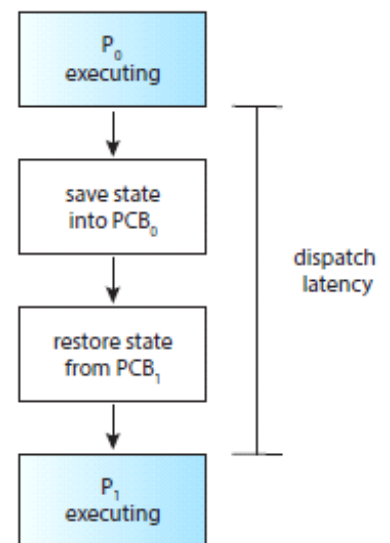 P₀
executing
save state
into PCB₀
dispatch
latency
restore state
from PCB₁
P₁
executing